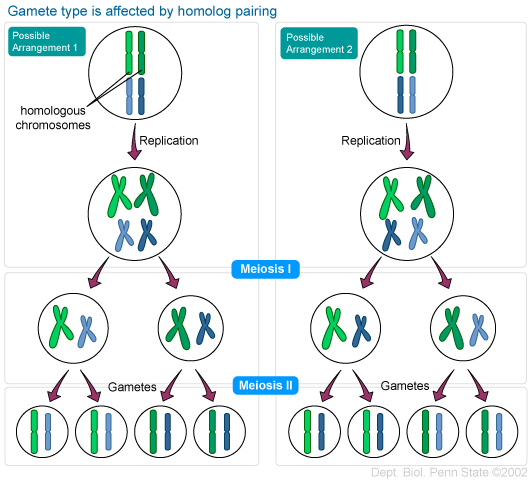 Gamete type is affected by homolog pairing
Possible
Arrangement 1
homologous
chromosomes
Replication
Possible
Arrangement 2
Replication
Meiosis I
Meiosis II
Gametes
Gametes
Dept. Biol. Penn State ©2002